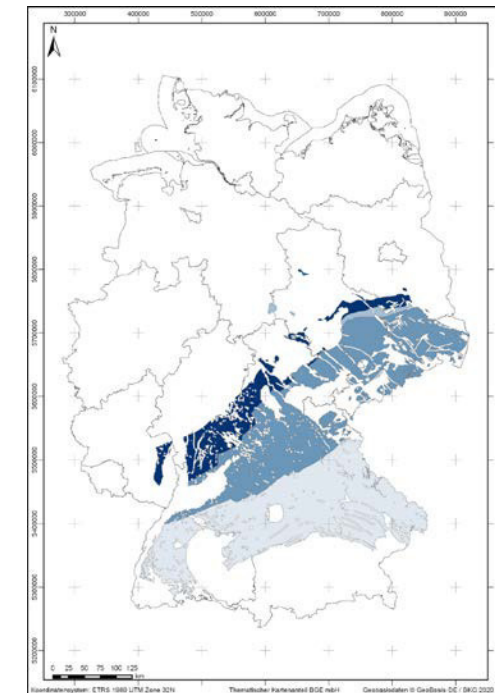 300000 400000 500000 600000 700000 800000 900000
N
6100000
6000000
5900000
5800000
5700000
5600000
5500000
5400000
5300000
5200000
0 25 50 75 100 125
km
Koordinatensystem: ETRS 1989 UTM Zone 32N Thematischer Kartenanteil BGE mbH Geobasisdaten © GeoBasis-DE / BKG 2020